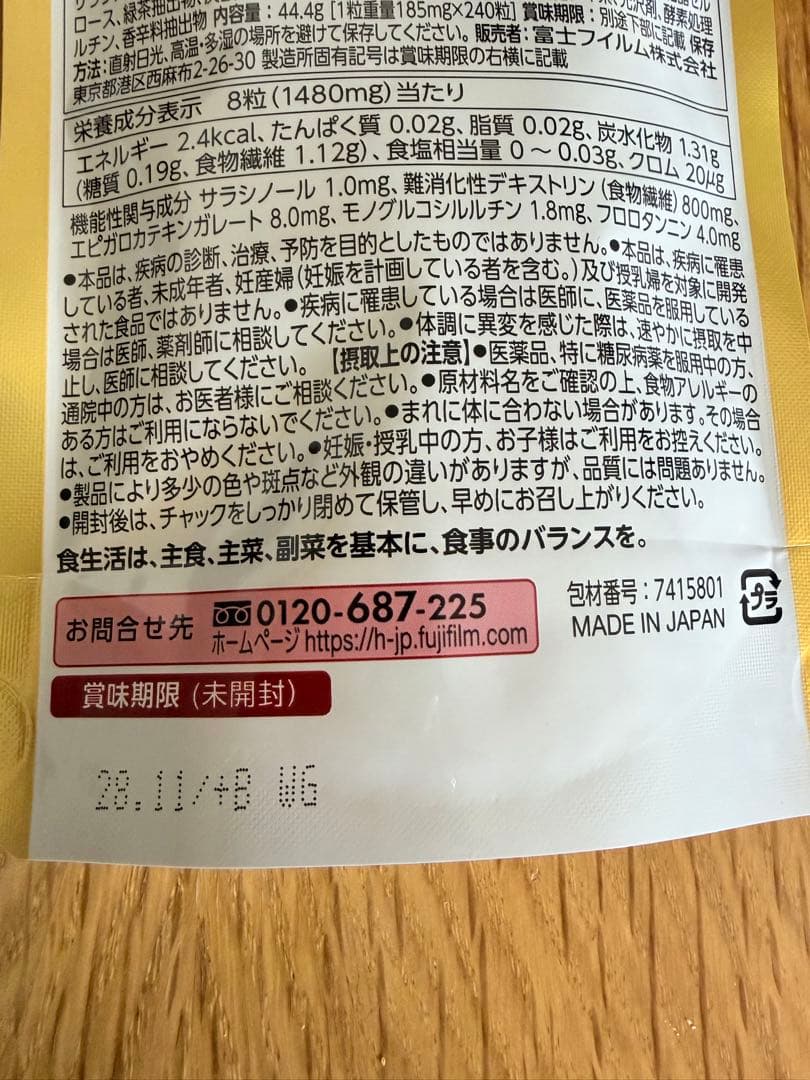 ロース、緑茶抽出物、
光沢剤、酵素処理
ルチン、香辛料抽出物 内容量：44.4g [1粒重量185mg×240粒] 賞味期限：別途下部に記載 保存
方法：直射日光、高温・多湿の場所を避けて保存してください。 販売者：富士フイルム株式会社
東京都港区西麻布2-26-30 製造所固有記号は賞味期限の右横に記載
栄養成分表示 8粒(1480mg)当たり
エネルギー 2.4kcal、たんぱく質 0.02g、脂質 0.02g、炭水化物 1.31g
(糖質 0.19g、食物繊維 1.12g)、食塩相当量 0 ～ 0.03g、クロム 20μg
機能性関与成分 サラシノール 1.0mg、難消化性デキストリン(食物繊維)800mg、
エピガロカテキンガレート 8.0mg、モノグルコシルルチン 1.8mg、フロロタンニン4.0mg
●本品は、疾病の診断、治療、予防を目的としたものではありません。●本品は、疾病に罹患
している者、未成年者、妊産婦(妊娠を計画している者を含む。)及び授乳婦を対象に開発
された食品ではありません。●疾病に罹患している場合は医師に、医薬品を服用している
場合は医師、薬剤師に相談してください。●体調に異変を感じた際は、速やかに摂取を中
止し、医師に相談してください。 【摂取上の注意】●医薬品、特に糖尿病薬を服用中の方、
通院中の方は、お医者様にご相談ください。●原材料名をご確認の上、食物アレルギーの
ある方はご利用にならないでください。●まれに体に合わない場合があります。その場合
は、ご利用をおやめください。●妊娠・授乳中の方、お子様はご利用をお控えください。
●製品により多少の色や斑点など外観の違いがありますが、品質には問題ありません。
●開封後は、チャックをしっかり閉めて保管し、早めにお召し上がりください。
食生活は、主食、主菜、副菜を基本に、食事のバランスを。
お問合せ先 0120-687-225
ホームページ https://h-jp.fujifilm.com
包材番号：7415801
MADE IN JAPAN
プラ
賞味期限（未開封）
28.11/+B WG